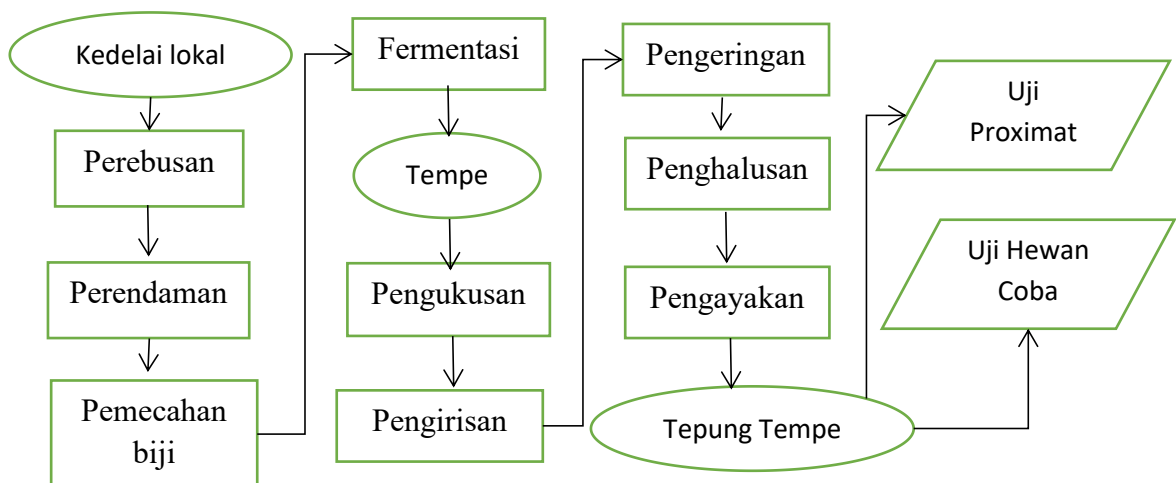 Kedelai lokal
Perebusan
Perendaman
Pemecahan
biji
Fermentasi
Tempe
Pengukusan
Pengirisan
Pengeringan
Penghalusan
Pengayakan
Tepung Tempe
Uji
Proximat
Uji Hewan
Coba